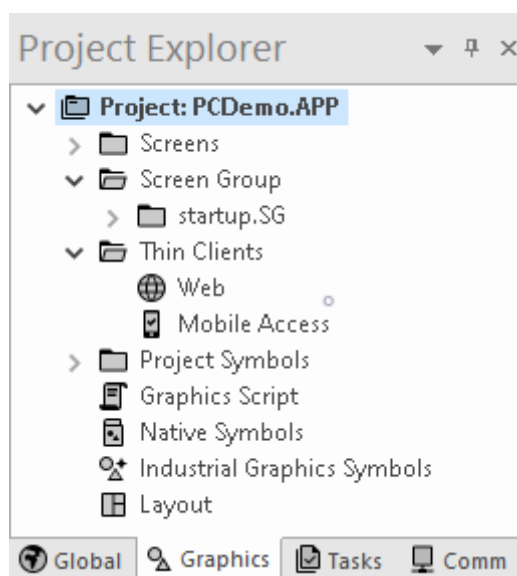 Project Explorer
Project: PCDemo.APP
Screens
Screen Group
startup.SG
Thin Clients
Web
Mobile Access
Project Symbols
Graphics Script
Native Symbols
Industrial Graphics Symbols
Layout
Global Graphics Tasks Comm